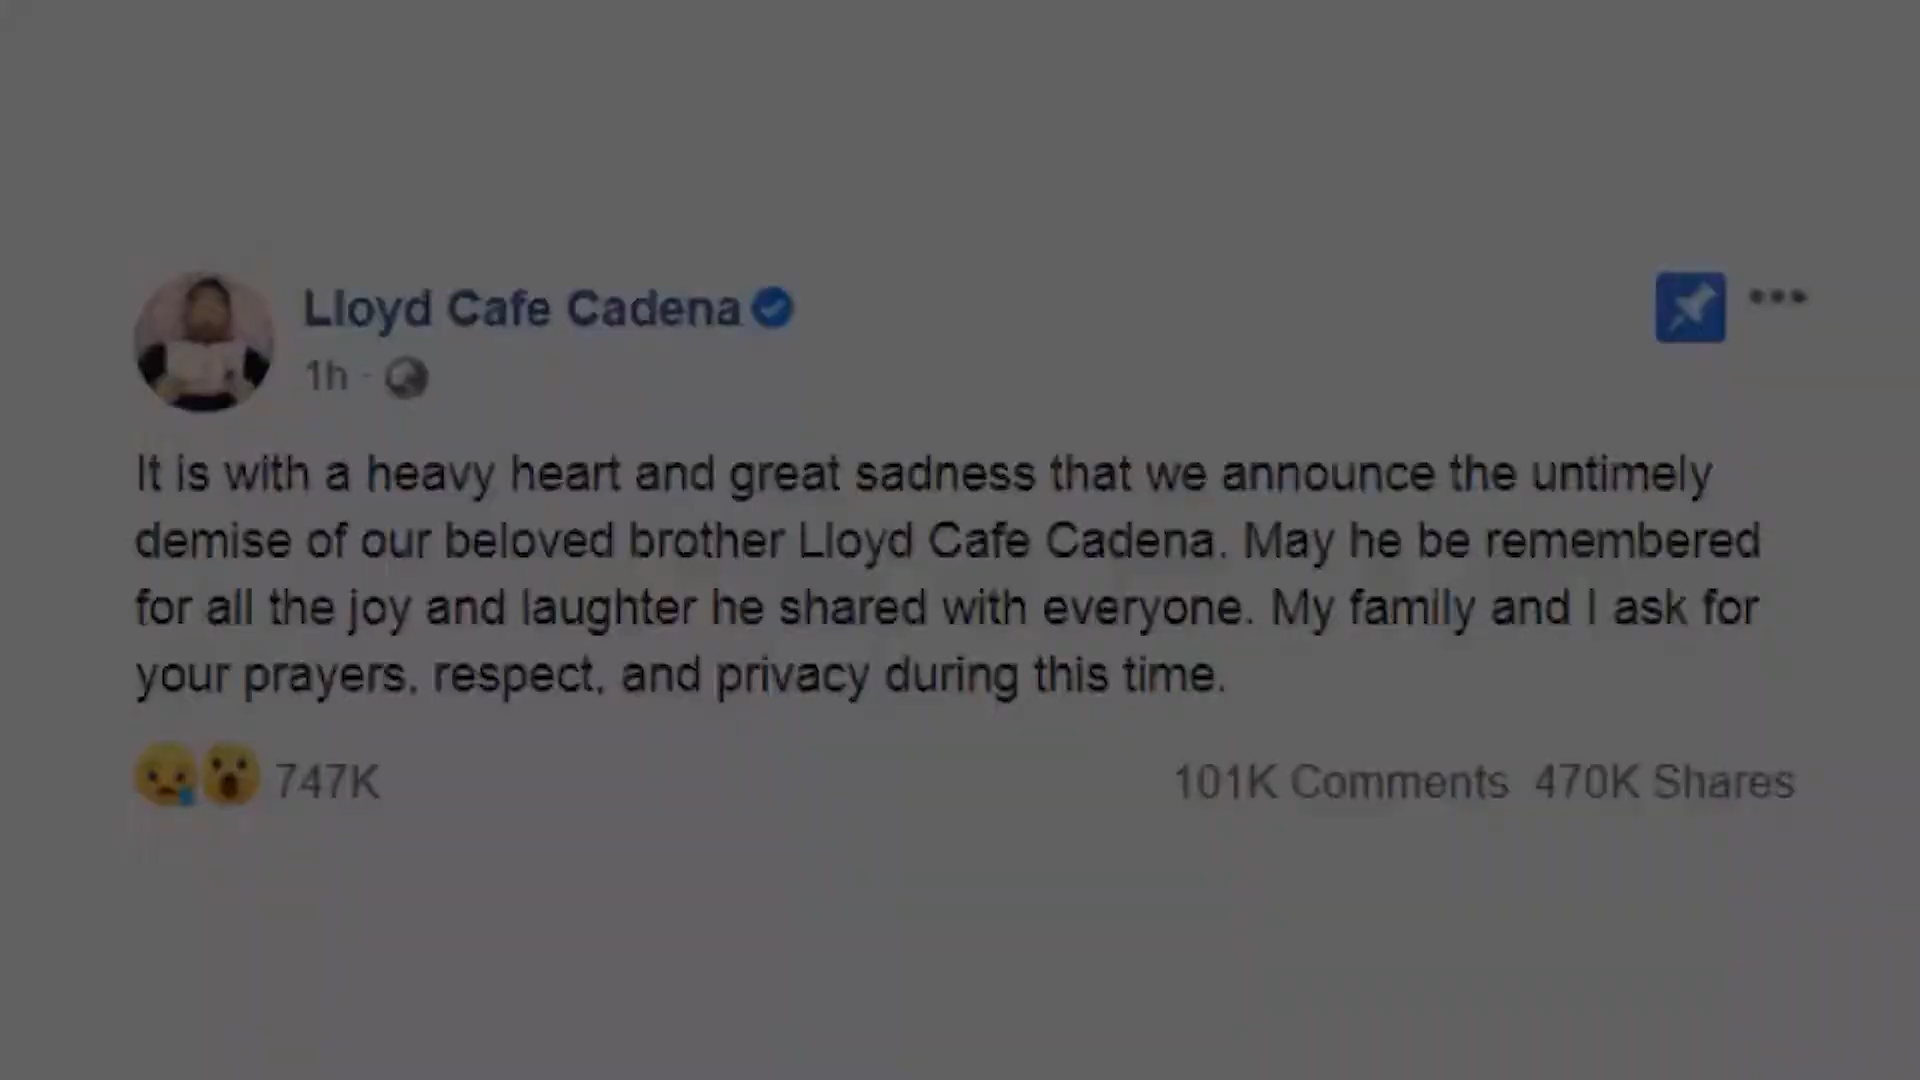 Lloyd Cafe Cadena
1h ·
It is with a heavy heart and great sadness that we announce the untimely
demise of our beloved brother Lloyd Cafe Cadena. May he be remembered
for all the joy and laughter he shared with everyone. My family and I ask for
your prayers, respect, and privacy during this time.
747K
101K Comments 470K Shares